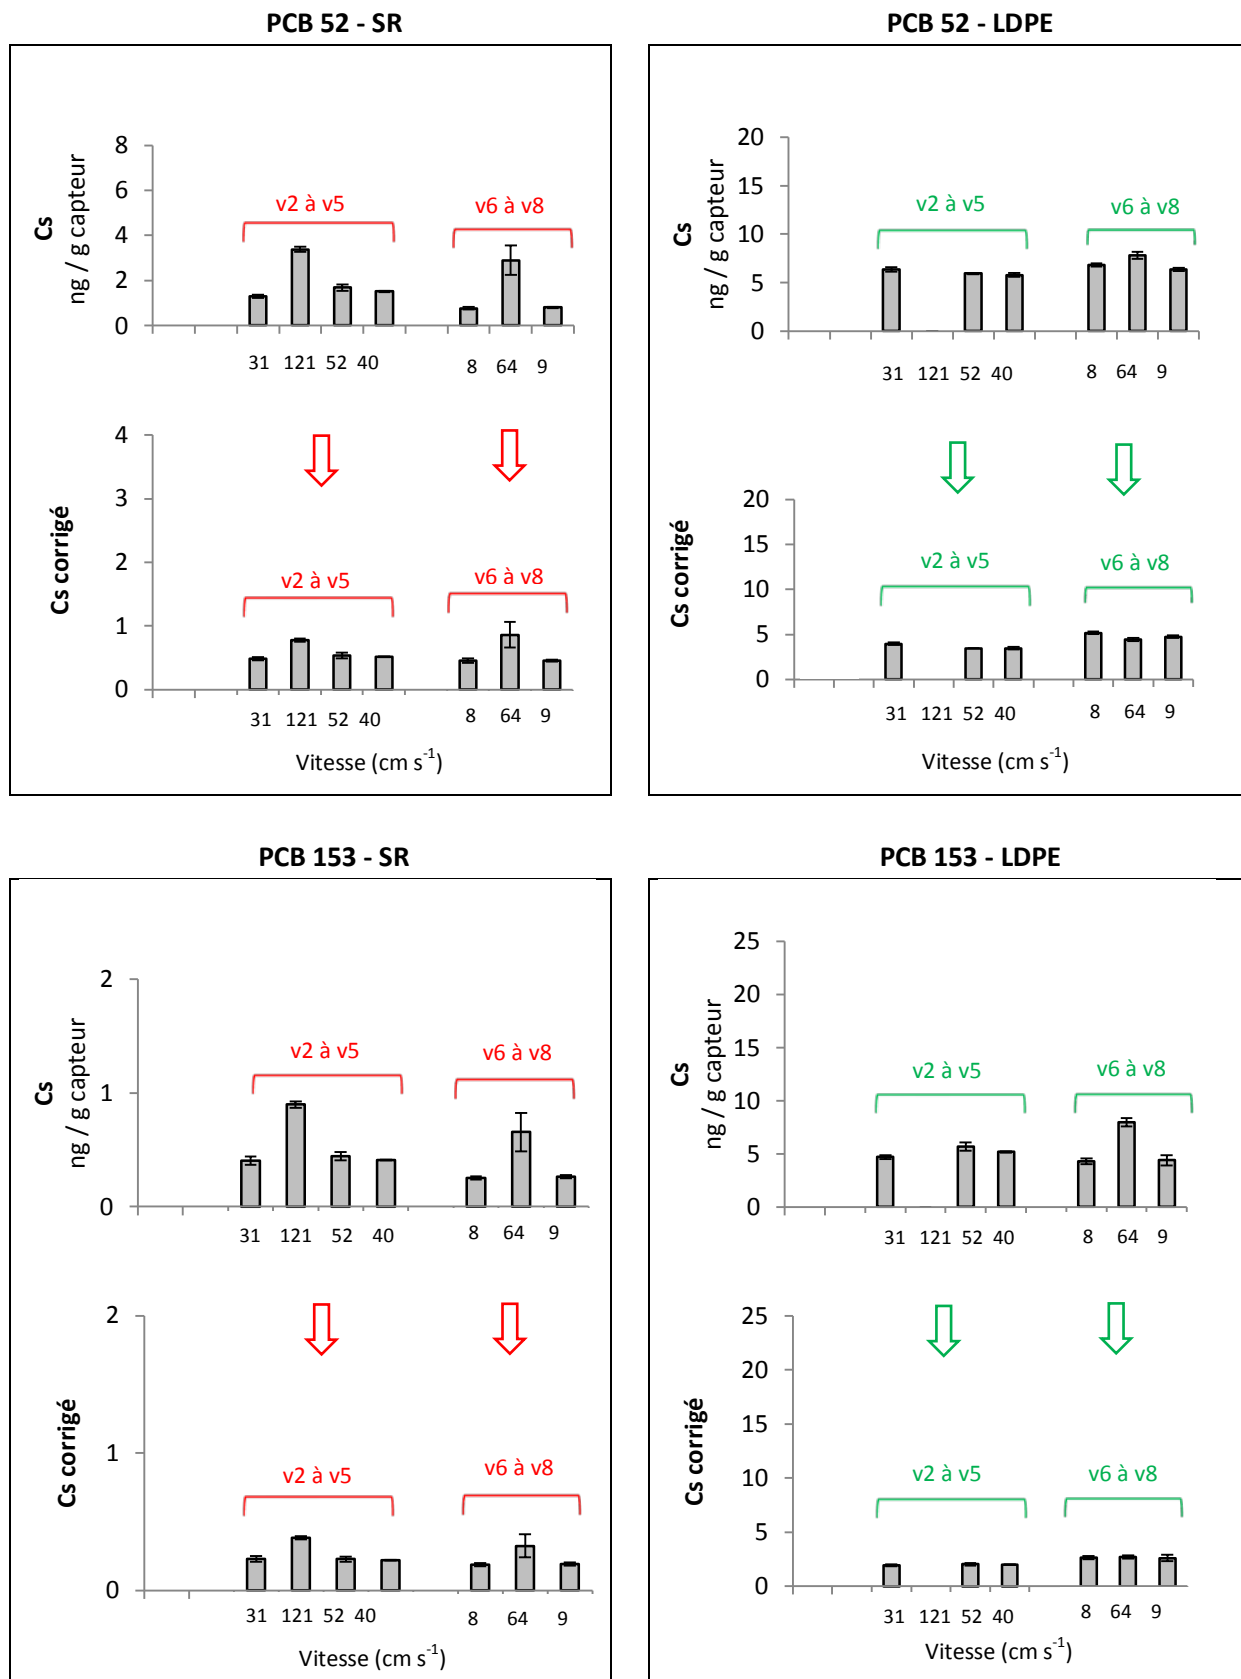 PCB 52 - SR
8
6
4
2
0
Cs
ng / g capteur
v2 à v5
v6 à v8
31 121 52 40 8 64 9
4
3
2
1
0
Cs corrigé
v2 à v5
v6 à v8
31 121 52 40 8 64 9
Vitesse (cm s-1)
PCB 52 - LDPE
20
15
10
5
0
Cs
ng / g capteur
v2 à v5
v6 à v8
31 121 52 40 8 64 9
20
15
10
5
0
Cs corrigé
v2 à v5
v6 à v8
31 121 52 40 8 64 9
Vitesse (cm s-1)
PCB 153 - SR
2
1
0
Cs
ng / g capteur
v2 à v5
v6 à v8
31 121 52 40 8 64 9
2
1
0
Cs corrigé
v2 à v5
v6 à v8
31 121 52 40 8 64 9
Vitesse (cm s-1)
PCB 153 - LDPE
25
20
15
10
5
0
Cs
ng / g capteur
v2 à v5
v6 à v8
31 121 52 40 8 64 9
25
20
15
10
5
0
Cs corrigé
v2 à v5
v6 à v8
31 121 52 40 8 64 9
Vitesse (cm s-1)